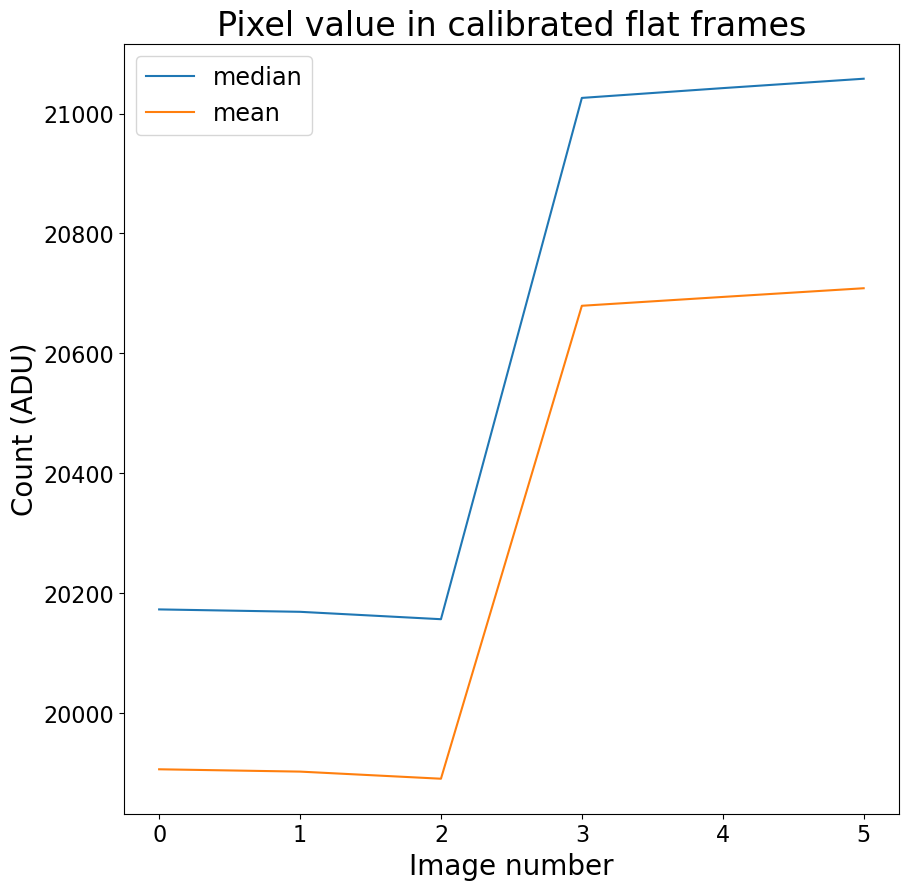 Pixel value in calibrated flat frames
median
mean
21000
20800
20600
20400
20200
20000
Count (ADU)
0 1 2 3 4 5
Image number